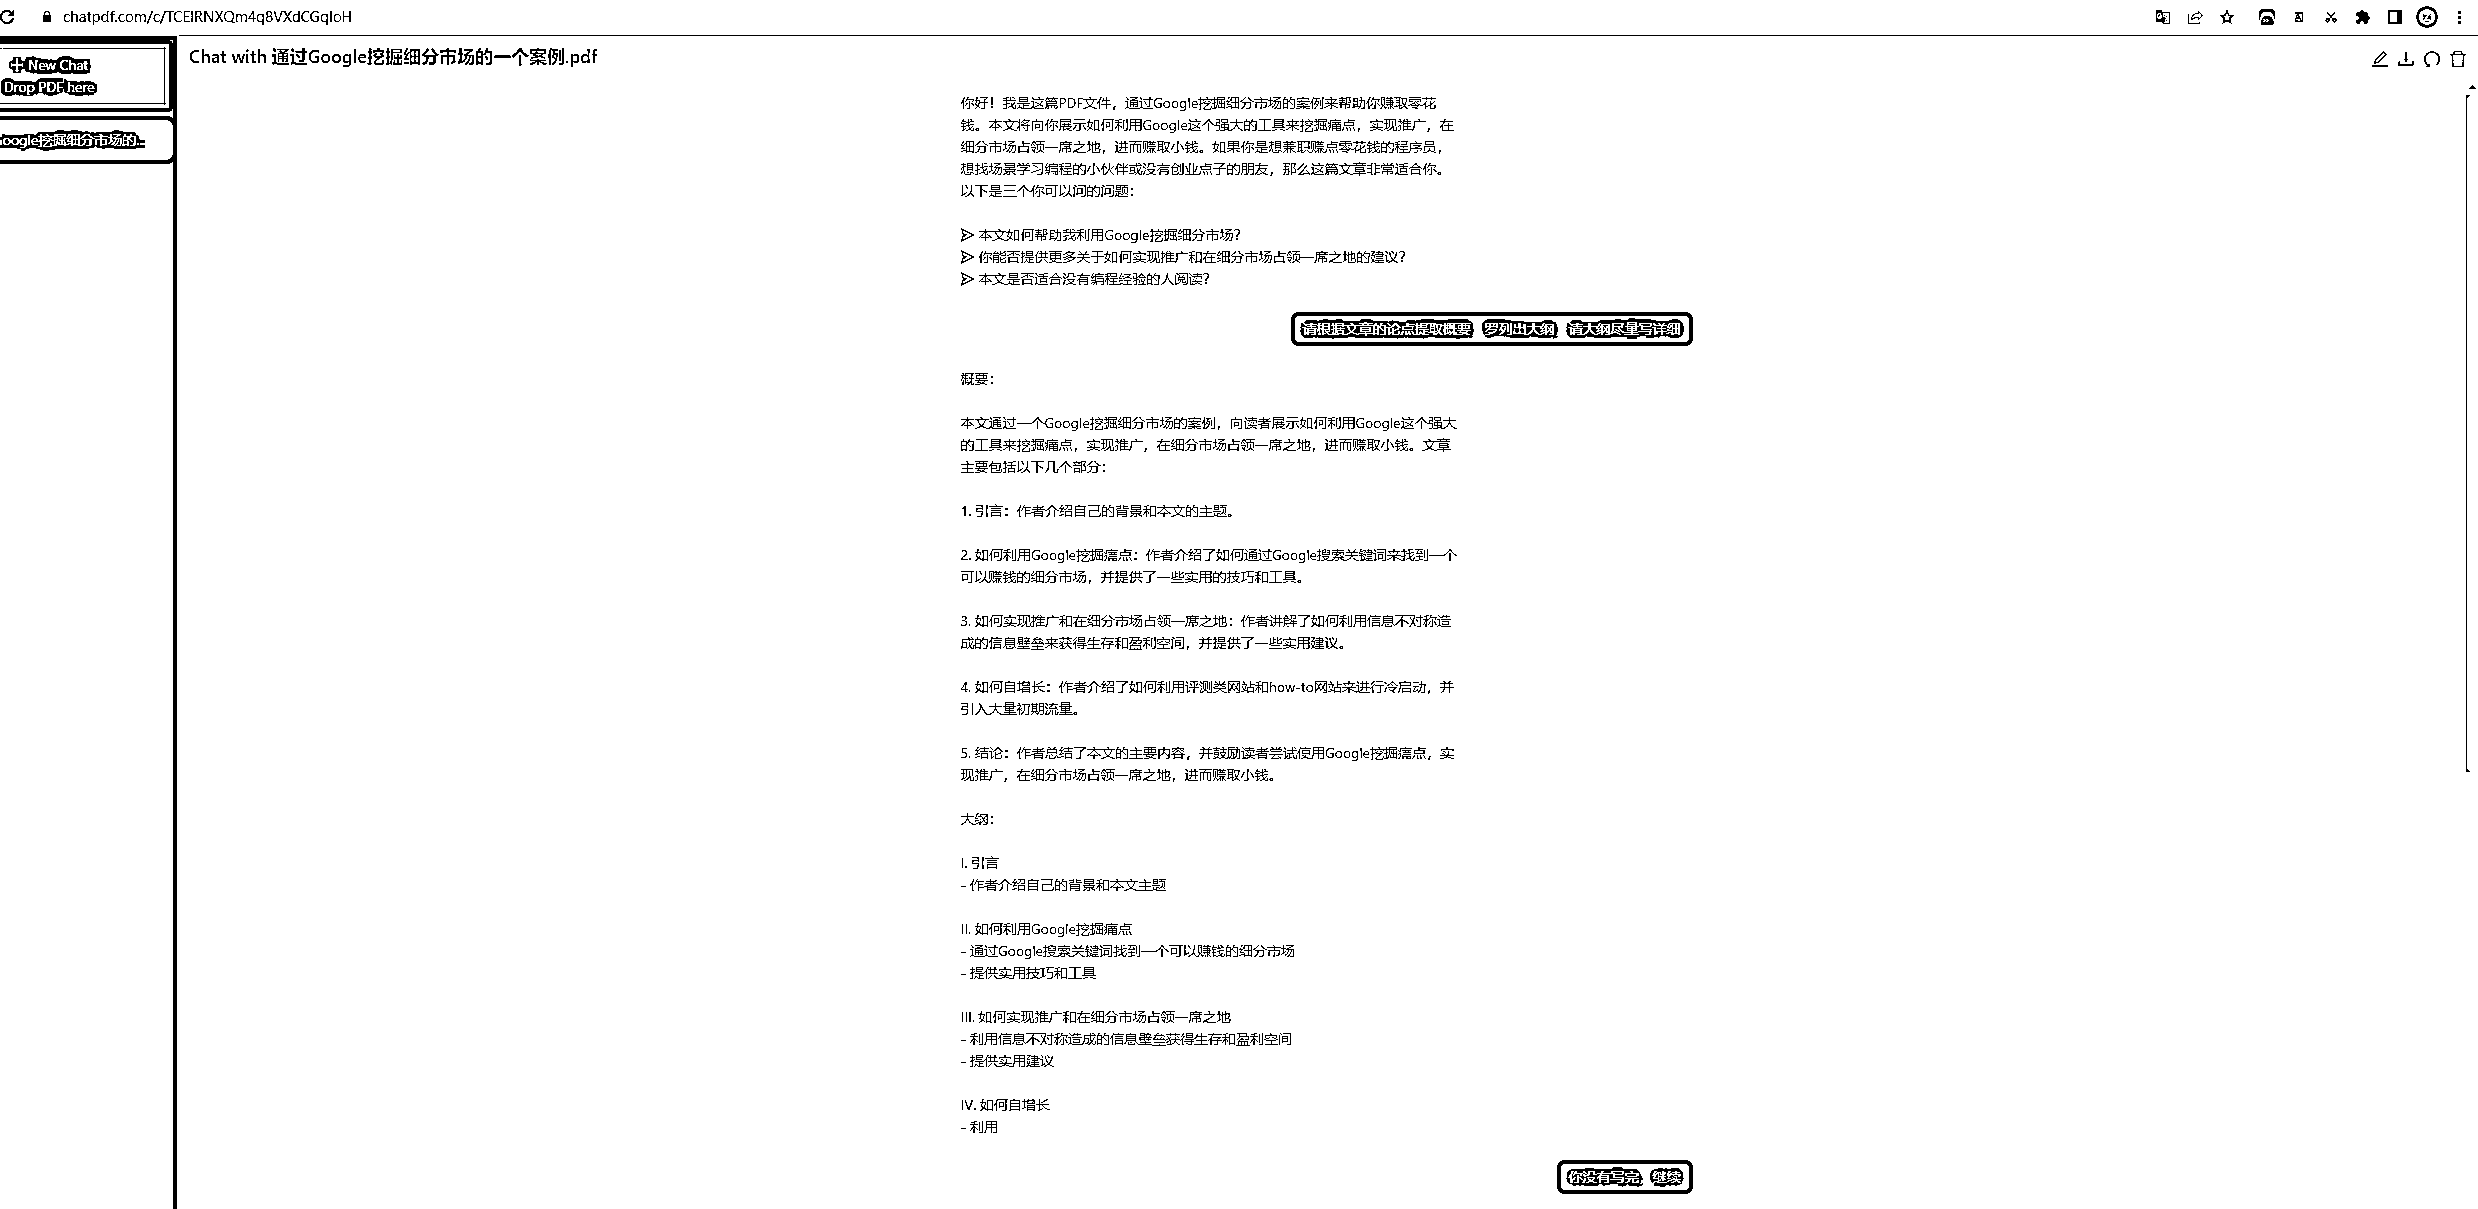 chatpdf.com/c/TCEIRNXQm4q8VXdCGqIoH
New Chat
Drop PDF here
Google挖掘细分市场的...
Chat with 通过Google挖掘细分市场的一个案例.pdf
你好！我是这篇PDF文件，通过Google挖掘细分市场的案例来帮助你赚取零花
钱。本文将向你展示如何利用Google这个强大的工具来挖掘痛点，实现推广，在
细分市场占领一席之地，进而赚取小钱。如果你是想兼职赚点零花钱的程序员，
想找场景学习编程的小伙伴或没有创业点子的朋友，那么这篇文章非常适合你。
以下是三个你可以问的问题：
本文如何帮助我利用Google挖掘细分市场?
你能否提供更多关于如何实现推广和在细分市场占领一席之地的建议?
本文是否适合没有编程经验的人阅读?
请根据文章的论点提取概要 罗列出大纲 请大纲尽量写详细
概要：
本文通过一个Google挖掘细分市场的案例，向读者展示如何利用Google这个强大
的工具来挖掘痛点，实现推广，在细分市场占领一席之地，进而赚取小钱。文章
主要包括以下几个部分：
1. 引言：作者介绍自己的背景和本文的主题。
2. 如何利用Google挖掘痛点：作者介绍了如何通过Google搜索关键词来找到一个
可以赚钱的细分市场，并提供了一些实用的技巧和工具。
3. 如何实现推广和在细分市场占领一席之地：作者讲解了如何利用信息不对称造
成的信息壁垒来获得生存和盈利空间，并提供了一些实用建议。
4. 如何自增长：作者介绍了如何利用评测类网站和how-to网站来进行冷启动，并
引入大量初期流量。
5. 结论：作者总结了本文的主要内容，并鼓励读者尝试使用Google挖掘痛点，实
现推广，在细分市场占领一席之地，进而赚取小钱。
大纲：
I. 引言
- 作者介绍自己的背景和本文主题
II. 如何利用Google挖掘痛点
- 通过Google搜索关键词找到一个可以赚钱的细分市场
- 提供实用技巧和工具
III. 如何实现推广和在细分市场占领一席之地
- 利用信息不对称造成的信息壁垒获得生存和盈利空间
- 提供实用建议
IV. 如何自增长
- 利用
你没有写完 继续